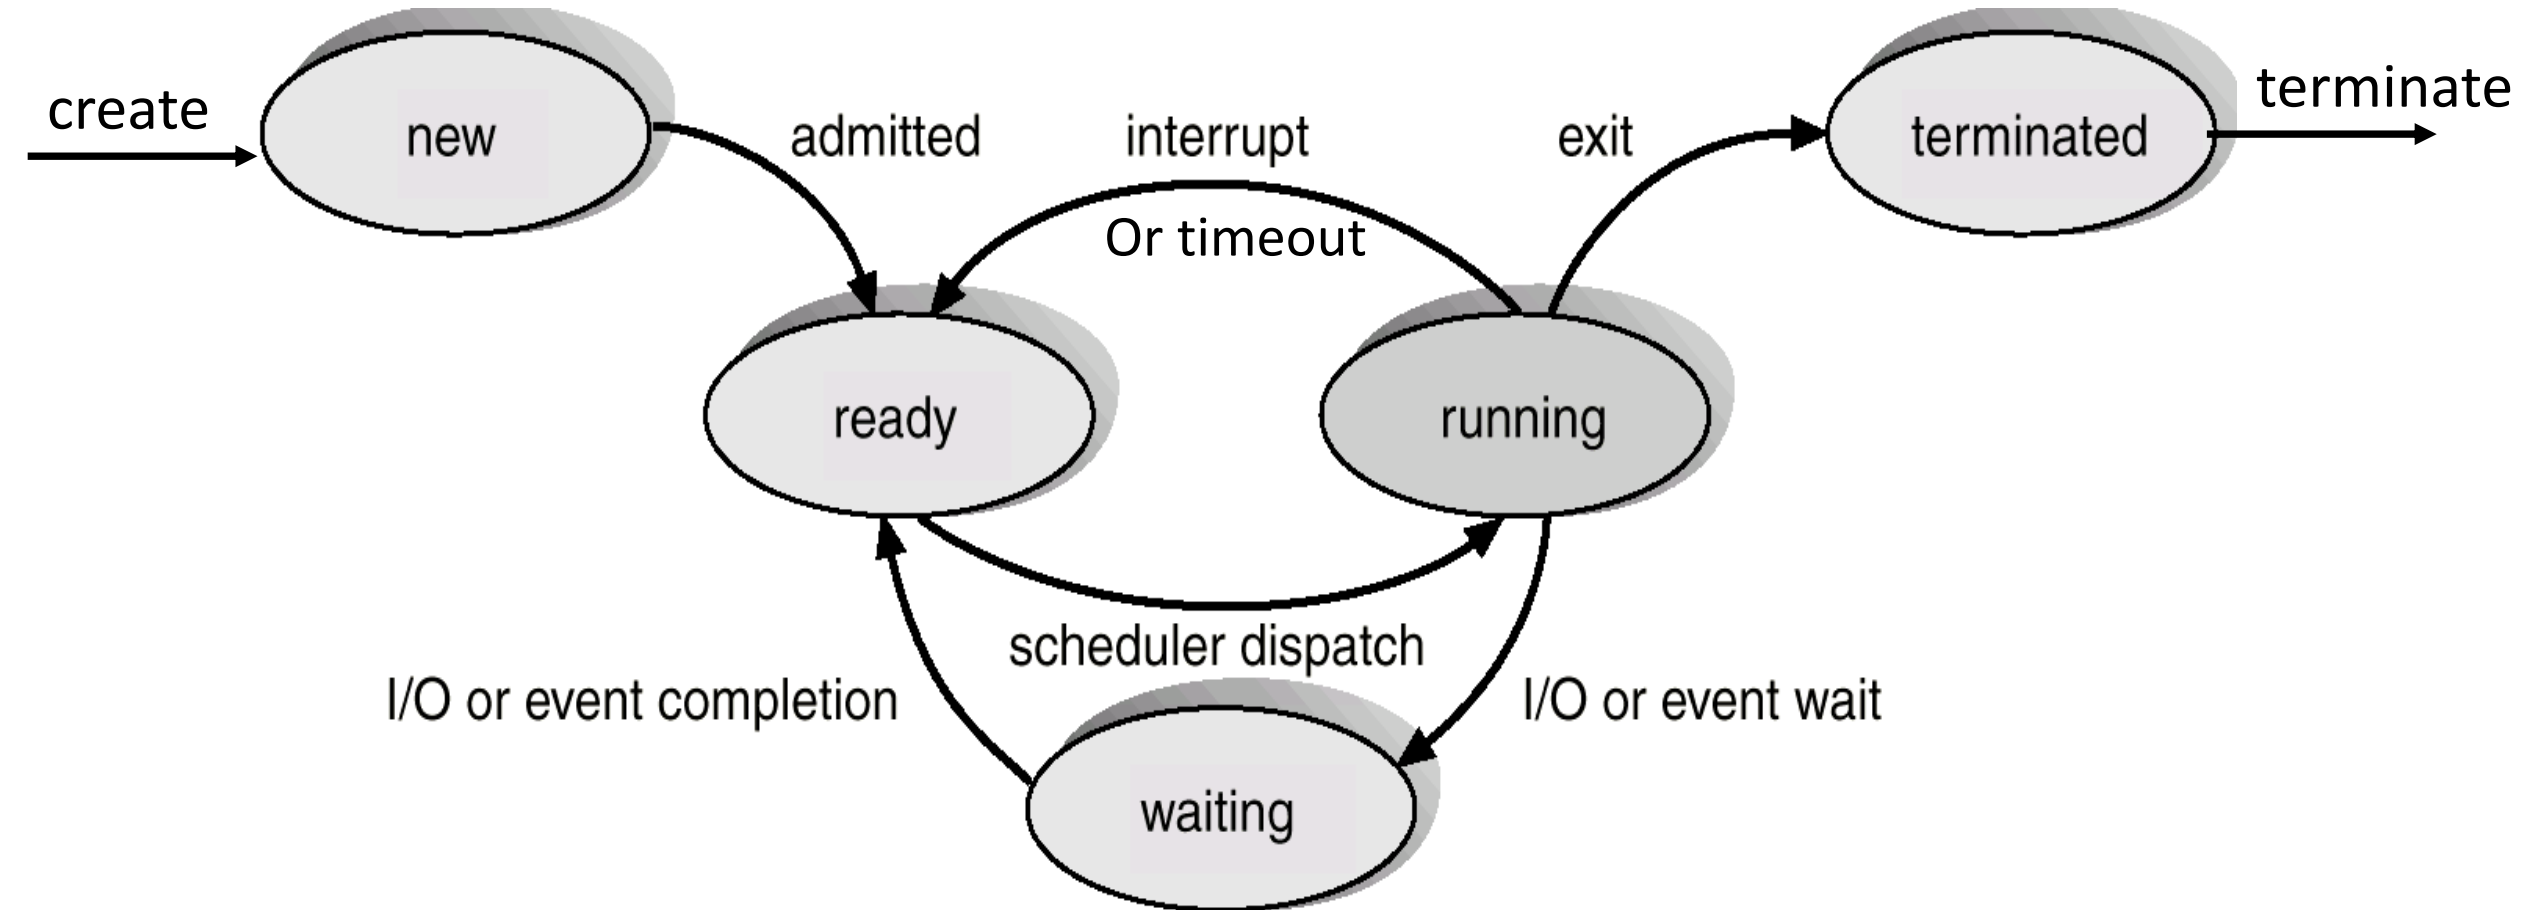 create
new
admitted
interrupt
Or timeout
exit
terminated
terminate
ready
running
scheduler dispatch
I/O or event completion
I/O or event wait
waiting